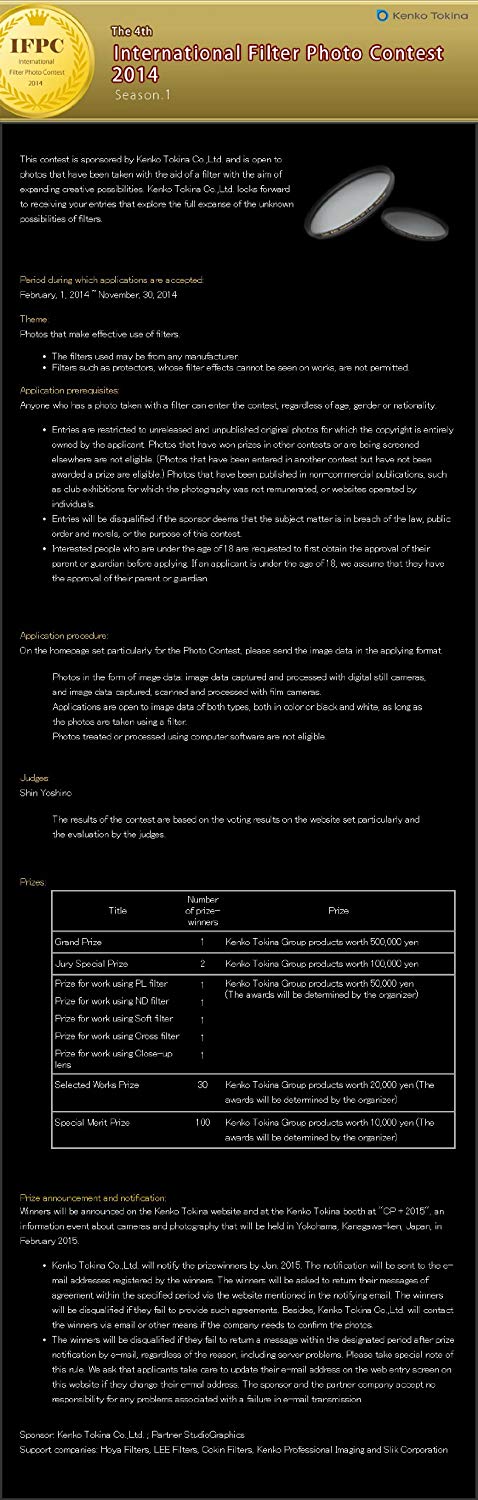 IFPC
International
Filter Photo Contest
2014
Kenko Tokina
The 4th
International Filter Photo Contest
2014
Season.1
This contest is sponsored by Kenko Tokina Co.,Ltd. and is open to
photos that have been taken with the aid of a filter with the aim of
expanding creative possibilities. Kenko Tokina Co.,Ltd. looks forward
to receiving your entries that explore the full expanse of the unknown
possibilities of filters.
Period during which applications are accepted:
February, 1, 2014 ~ November, 30, 2014
Theme:
Photos that make effective use of filters.
• The filters used may be from any manufacturer.
• Filters such as protectors, whose filter effects cannot be seen on works, are not permitted.
Application prerequisites:
Anyone who has a photo taken with a filter can enter the contest, regardless of age, gender or nationality.
• Entries are restricted to unreleased and unpublished original photos for which the copyright is entirely
owned by the applicant. Photos that have won prizes in other contests or are being screened
elsewhere are not eligible. (Photos that have been entered in another contest but have not been
awarded a prize are eligible.) Photos that have been published in non-commercial publications, such
as club exhibitions for which the photography was not remunerated, or websites operated by
individuals.
• Entries will be disqualified if the sponsor deems that the subject matter is in breach of the law, public
order and morals, or the purpose of this contest.
• Interested people who are under the age of 18 are requested to first obtain the approval of their
parent or guardian before applying. If an applicant is under the age of 18, we assume that they have
the approval of their parent or guardian.
Application procedure:
On the homepage set particularly for the Photo Contest, please send the image data in the applying format.
Photos in the form of image data: image data captured and processed with digital still cameras,
and image data captured, scanned and processed with film cameras.
Applications are open to image data of both types, both in color or black and white, as long as
the photos are taken using a filter.
Photos treated or processed using computer software are not eligible.
Judges
Shin Yoshino
The results of the contest are based on the voting results on the website set particularly and
the evaluation by the judges.
Prizes:
Title Number of prize-winners Prize
Grand Prize 1 Kenko Tokina Group products worth 500,000 yen
Jury Special Prize 2 Kenko Tokina Group products worth 100,000 yen
Prize for work using PL filter 1 Kenko Tokina Group products worth 50,000 yen
(The awards will be determined by the organizer)
Prize for work using ND filter 1
Prize for work using Soft filter 1
Prize for work using Cross filter 1
Prize for work using Close-up 1
lens
Selected Works Prize 30 Kenko Tokina Group products worth 20,000 yen (The
awards will be determined by the organizer)
Special Merit Prize 100 Kenko Tokina Group products worth 10,000 yen (The
awards will be determined by the organizer)
Prize announcement and notification:
Winners will be announced on the Kenko Tokina website and at the Kenko Tokina booth at "CP + 2015", an
information event about cameras and photography that will be held in Yokohama, Kanagawa-ken, Japan, in
February 2015.
• Kenko Tokina Co.,Ltd. will notify the prizewinners by Jan. 2015. The notification will be sent to the e-
mail addresses registered by the winners. The winners will be asked to return their messages of
agreement within the specified period via the website mentioned in the notifying email. The winners
will be disqualified if they fail to provide such agreements. Besides, Kenko Tokina Co.,Ltd. will contact
the winners via email or other means if the company needs to confirm the photos.
• The winners will be disqualified if they fail to return a message within the designated period after prize
notification by e-mail, regardless of the reason, including server problems. Please take special note of
this rule. We ask that applicants take care to update their e-mail address on the web entry screen on
this website if they change their e-mail address. The sponsor and the partner company accept no
responsibility for any problems associated with a failure in e-mail transmission.
Sponsor: Kenko Tokina Co.,Ltd. ; Partner StudioGraphics
Support companies: Hoya Filters, LEE Filters, Cokin Filters, Kenko Professional Imaging and Slik Corporation